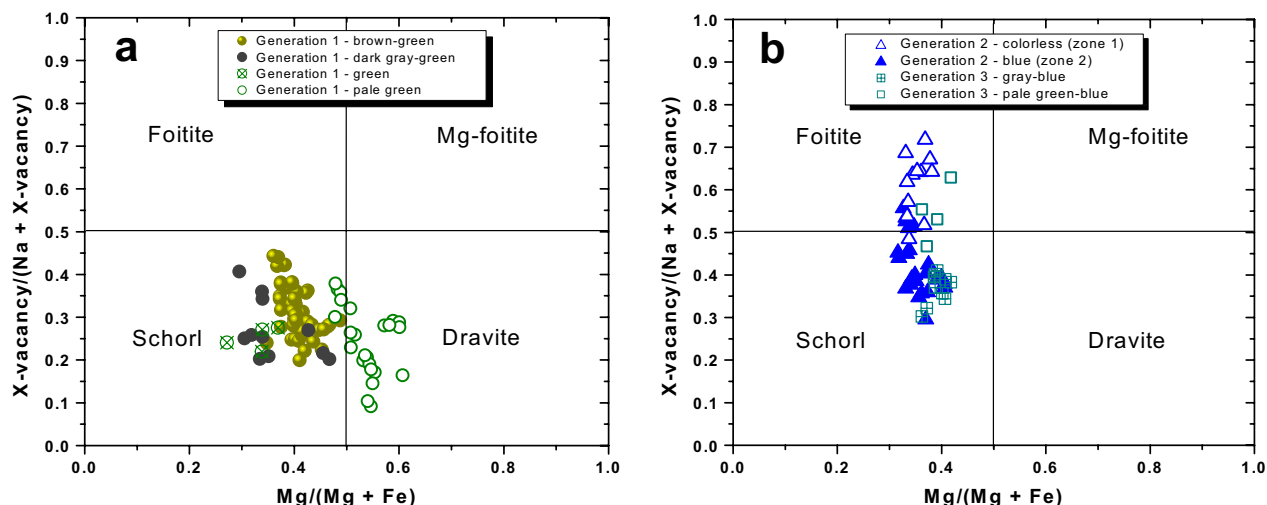 a
Generation 1 - brown-green
Generation 1 - dark gray-green
Generation 1 - green
Generation 1 - pale green
Foitite
Mg-foitite
Schorl
Dravite
1.0
0.9
0.8
0.7
0.6
0.5
0.4
0.3
0.2
0.1
0.0
0.0 0.2 0.4 0.6 0.8 1.0
X-vacancy/(Na + X-vacancy)
Mg/(Mg + Fe)
b
Generation 2 - colorless (zone 1)
Generation 2 - blue (zone 2)
Generation 3 - gray-blue
Generation 3 - pale green-blue
Foitite
Mg-foitite
Schorl
Dravite
1.0
0.9
0.8
0.7
0.6
0.5
0.4
0.3
0.2
0.1
0.0
0.0 0.2 0.4 0.6 0.8 1.0
X-vacancy/(Na + X-vacancy)
Mg/(Mg + Fe)